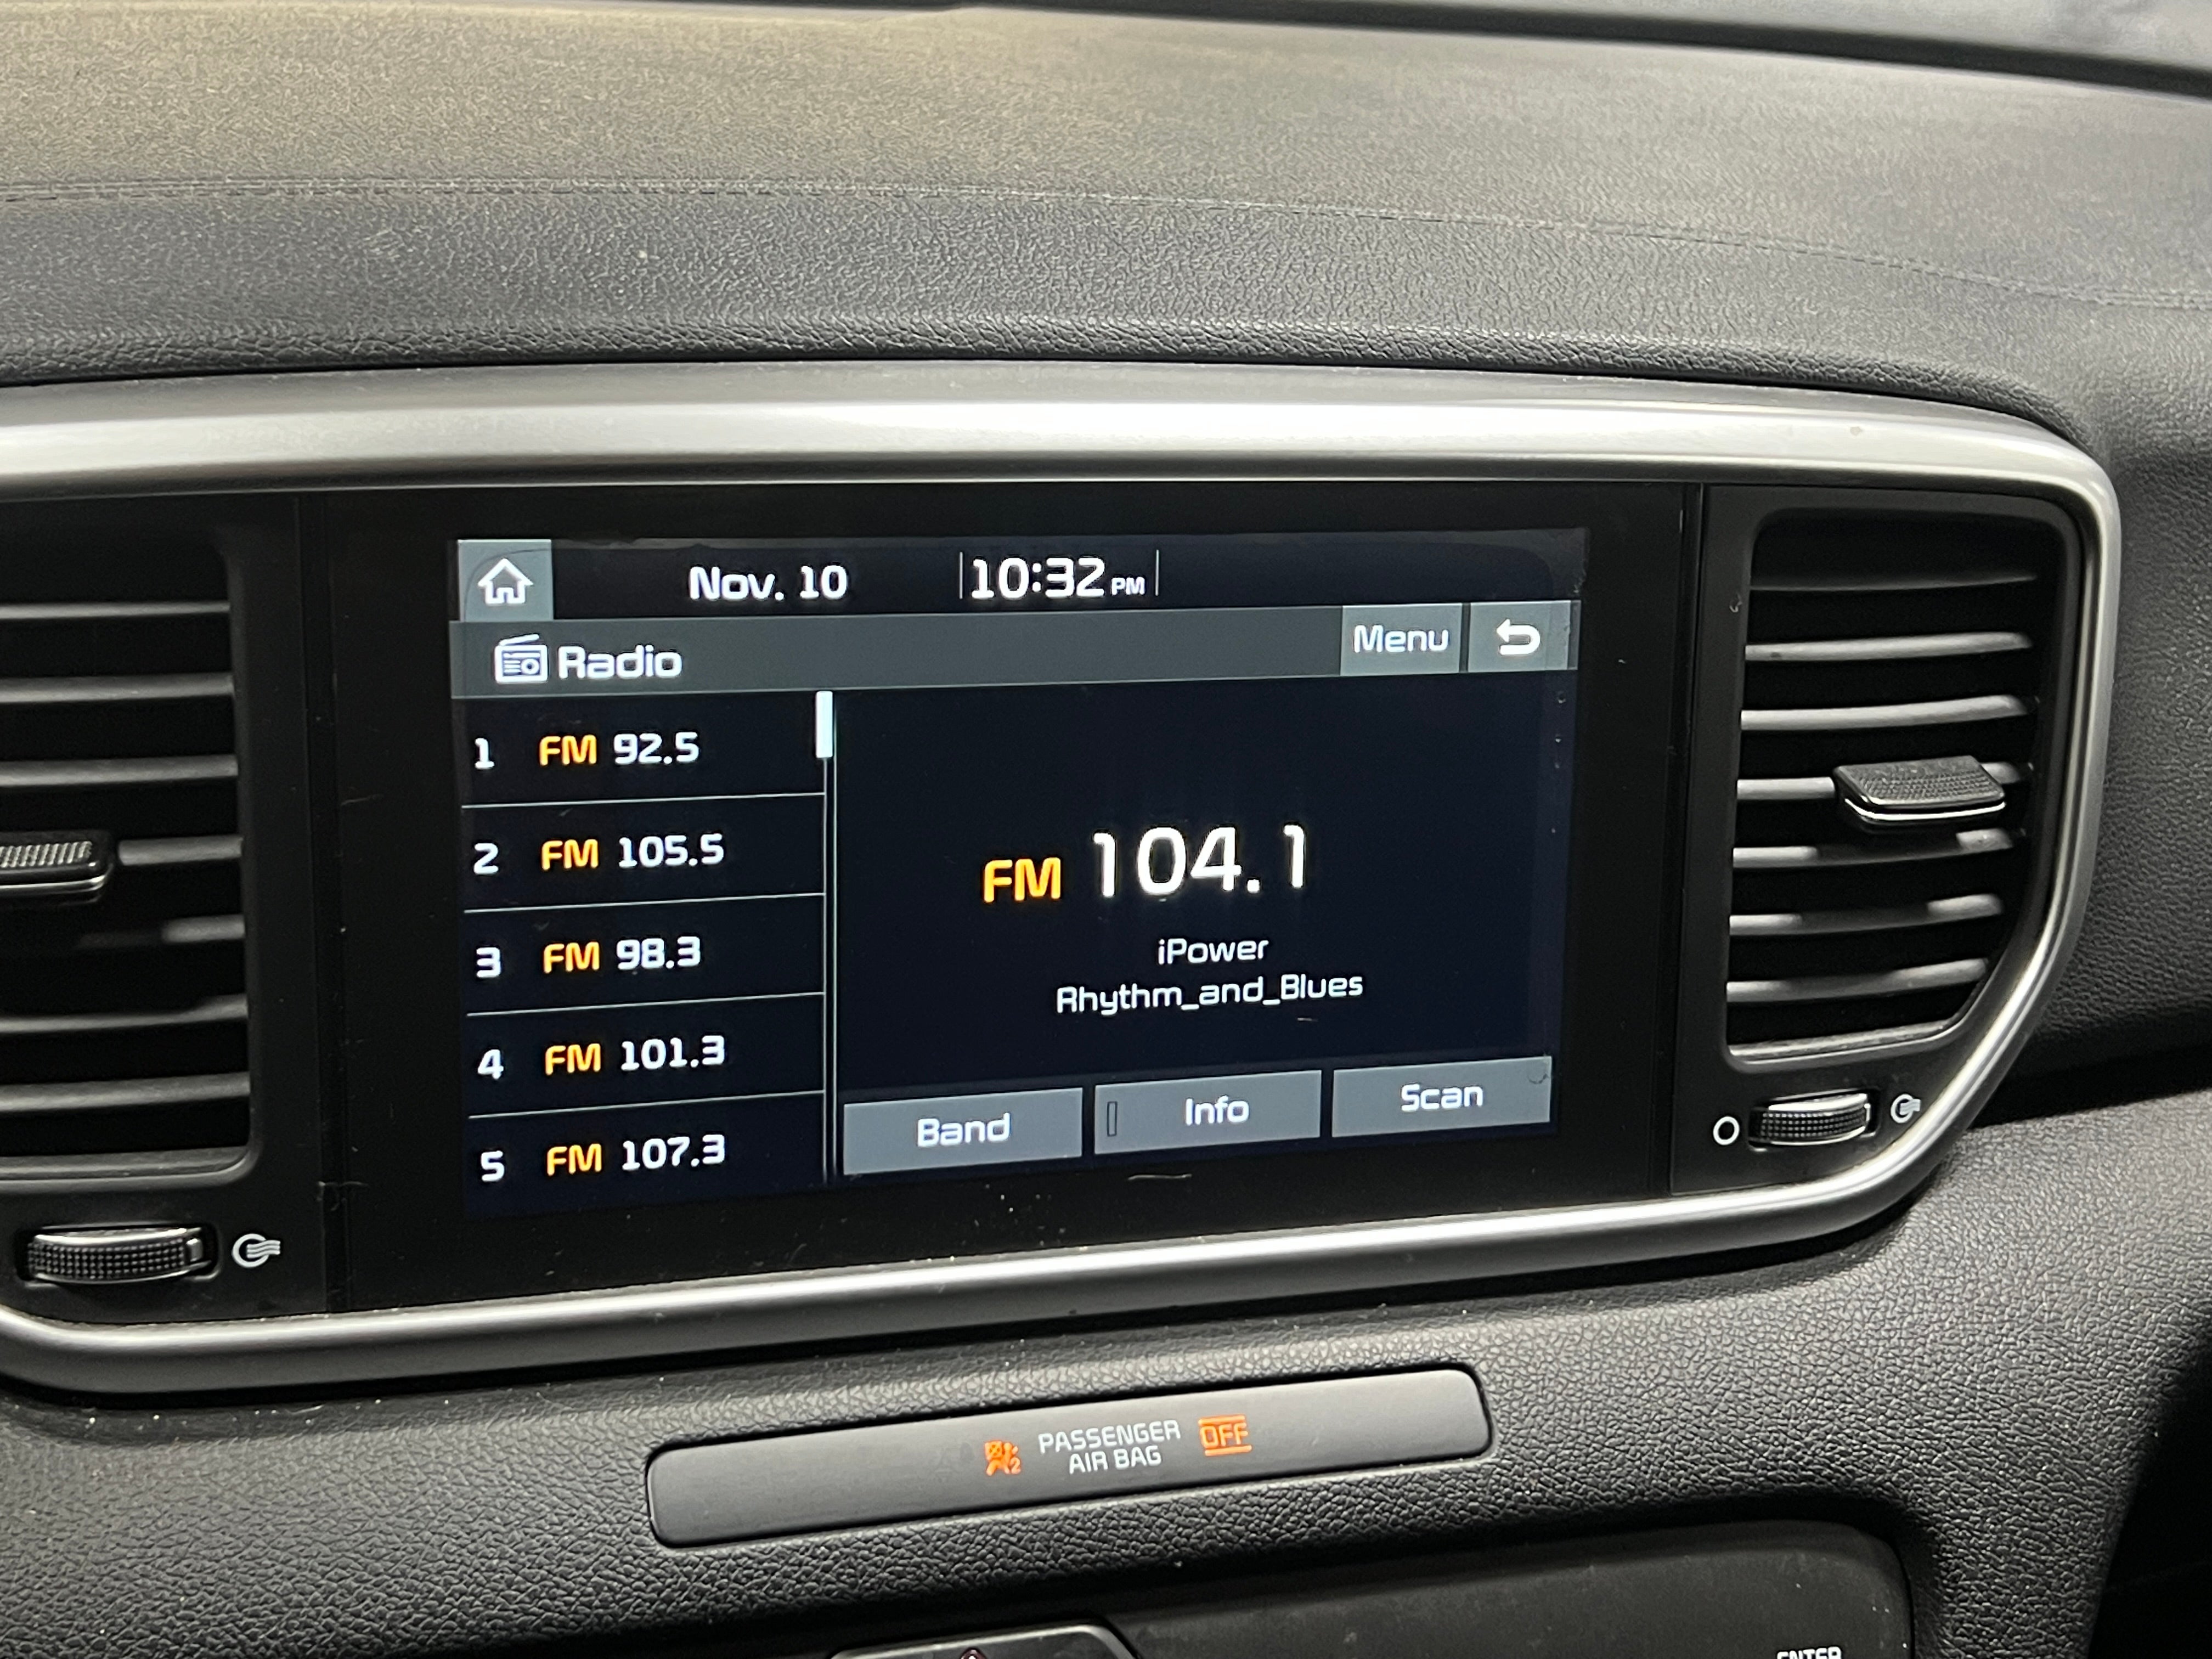 Nov. 10
10:32 PM
Radio
Menu
1 FM 92.5
2 FM 105.5
3 FM 98.3
4 FM 101.3
5 FM 107.3
FM 104.1
iPower
Rhythm_and_Blues
Band
Info
Scan
PASSENGER
AIR BAG
OFF
2
ENTER